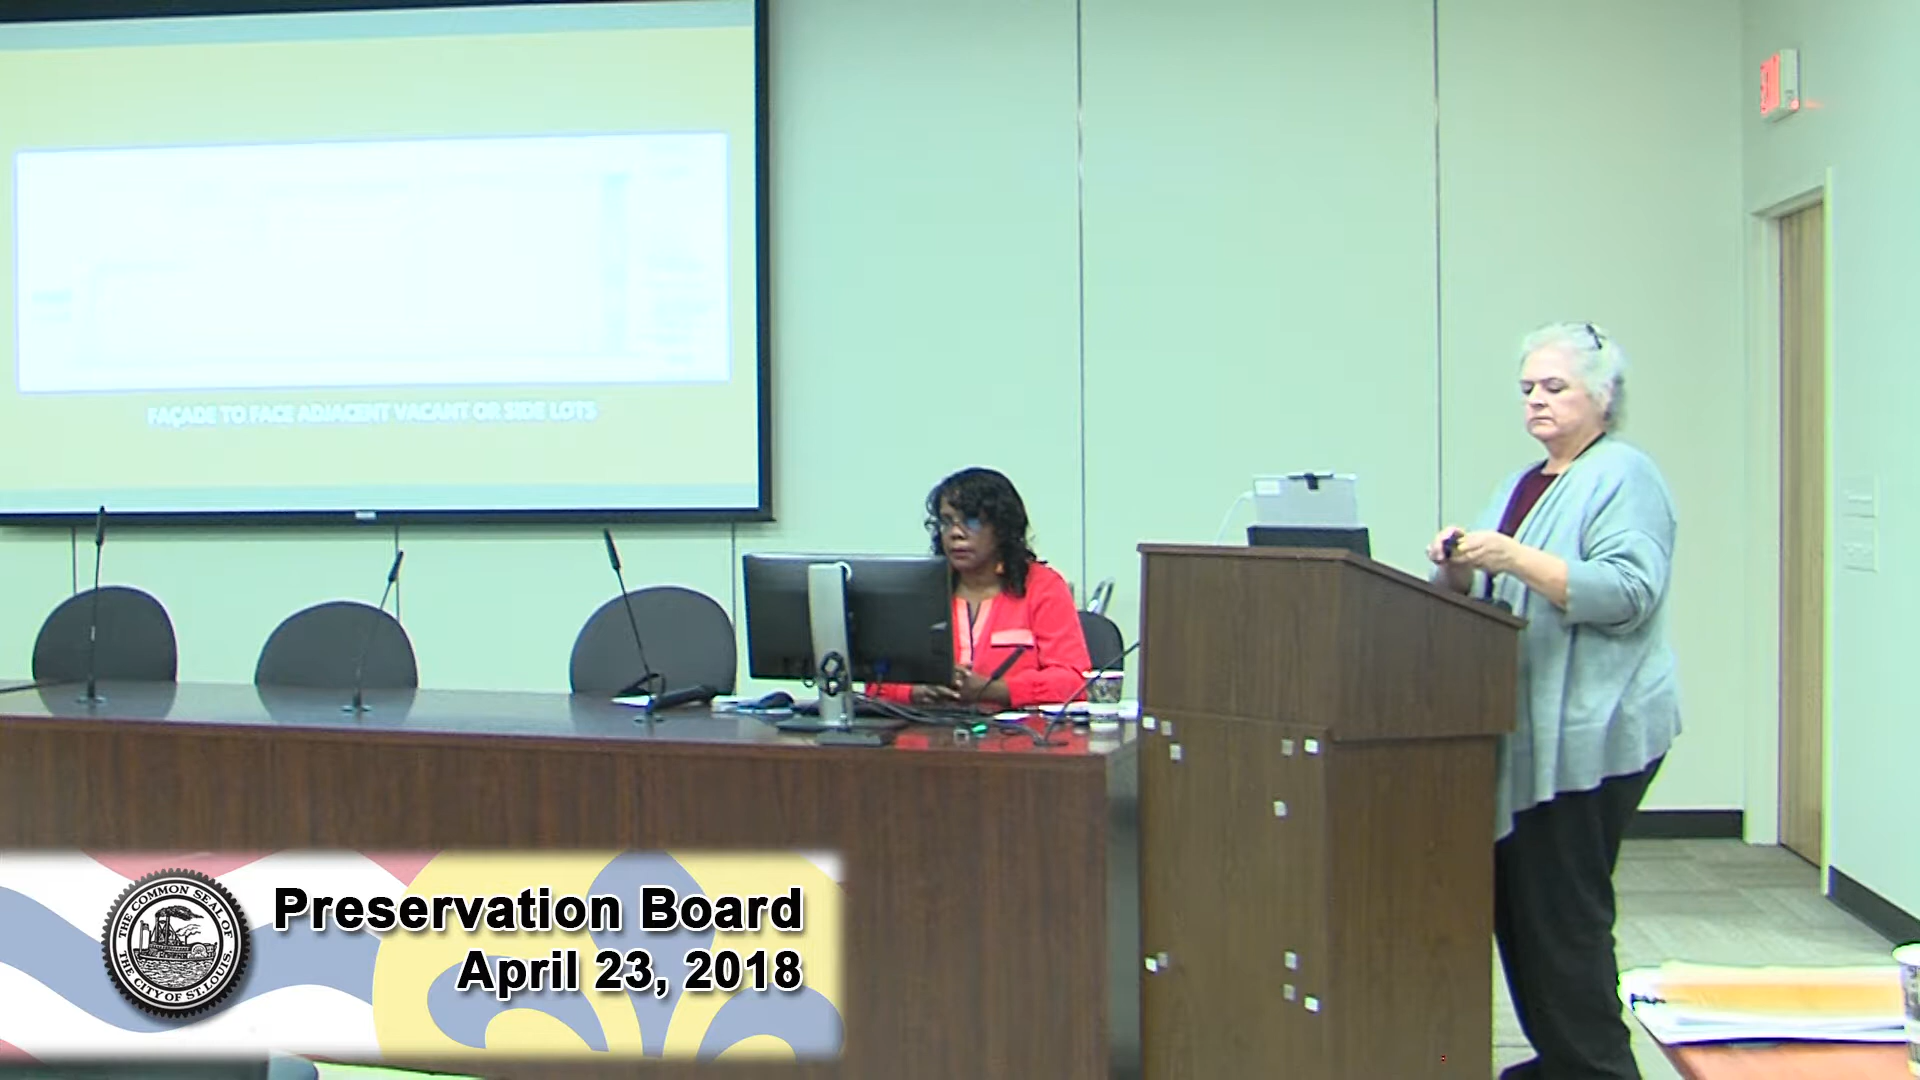 FAÇADE TO FACE ADJACENT VACANT OR SIDE LOTS
Preservation Board
April 23, 2018
THE COMMON SEAL OF
THE CITY OF ST. LOUIS.